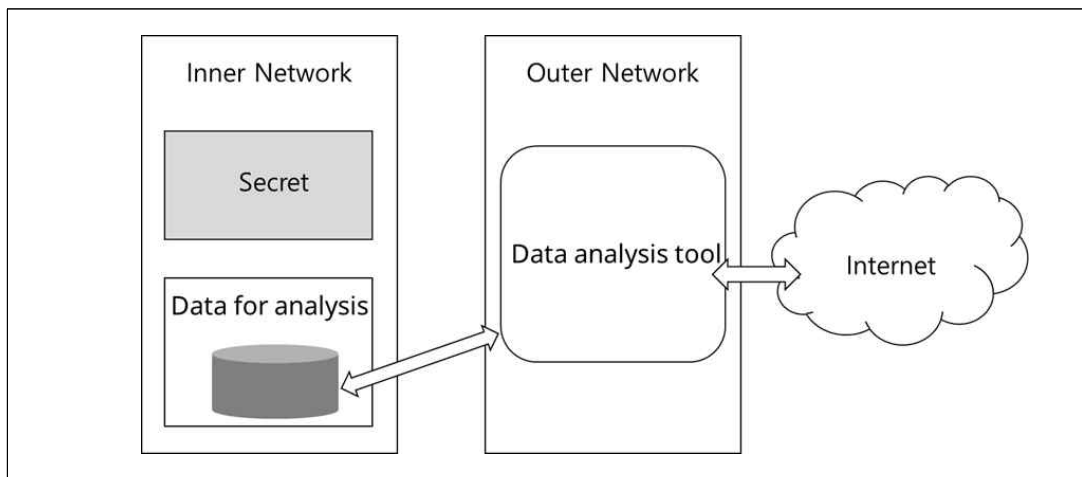 Inner Network
Outer Network
Secret
Data analysis tool
Internet
Data for analysis